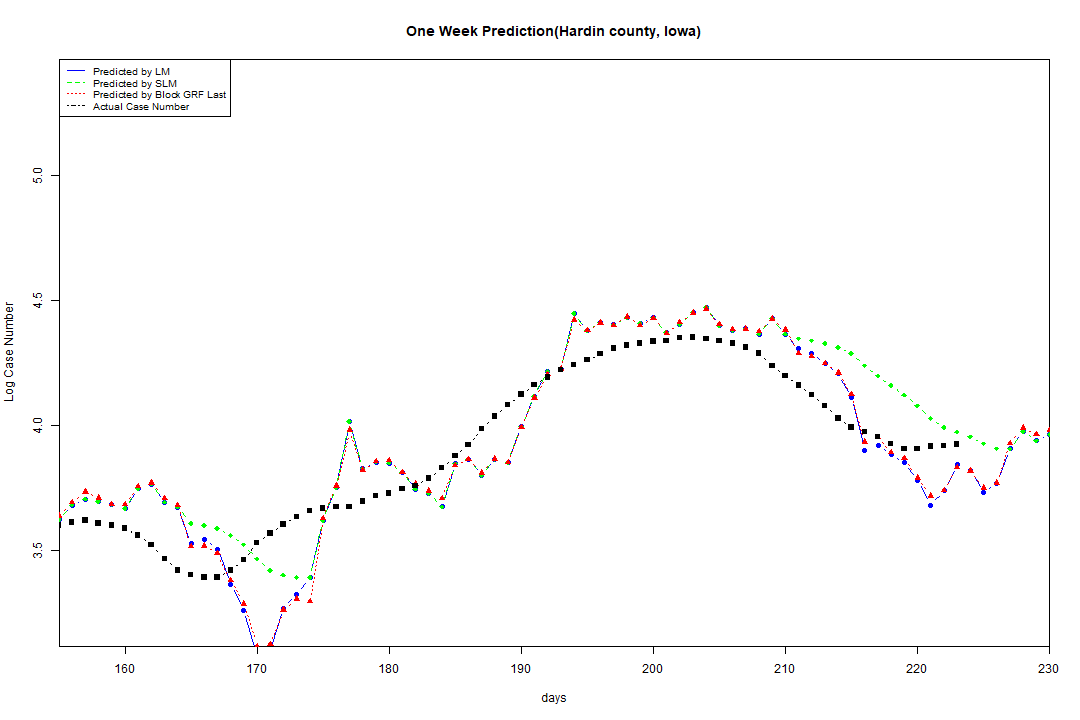 One Week Prediction(Hardin county, Iowa)
Predicted by LM
Predicted by SLM
Predicted by Block GRF Last
Actual Case Number
5.0
4.5
4.0
3.5
Log Case Number
160 170 180 190 200 210 220 230
days